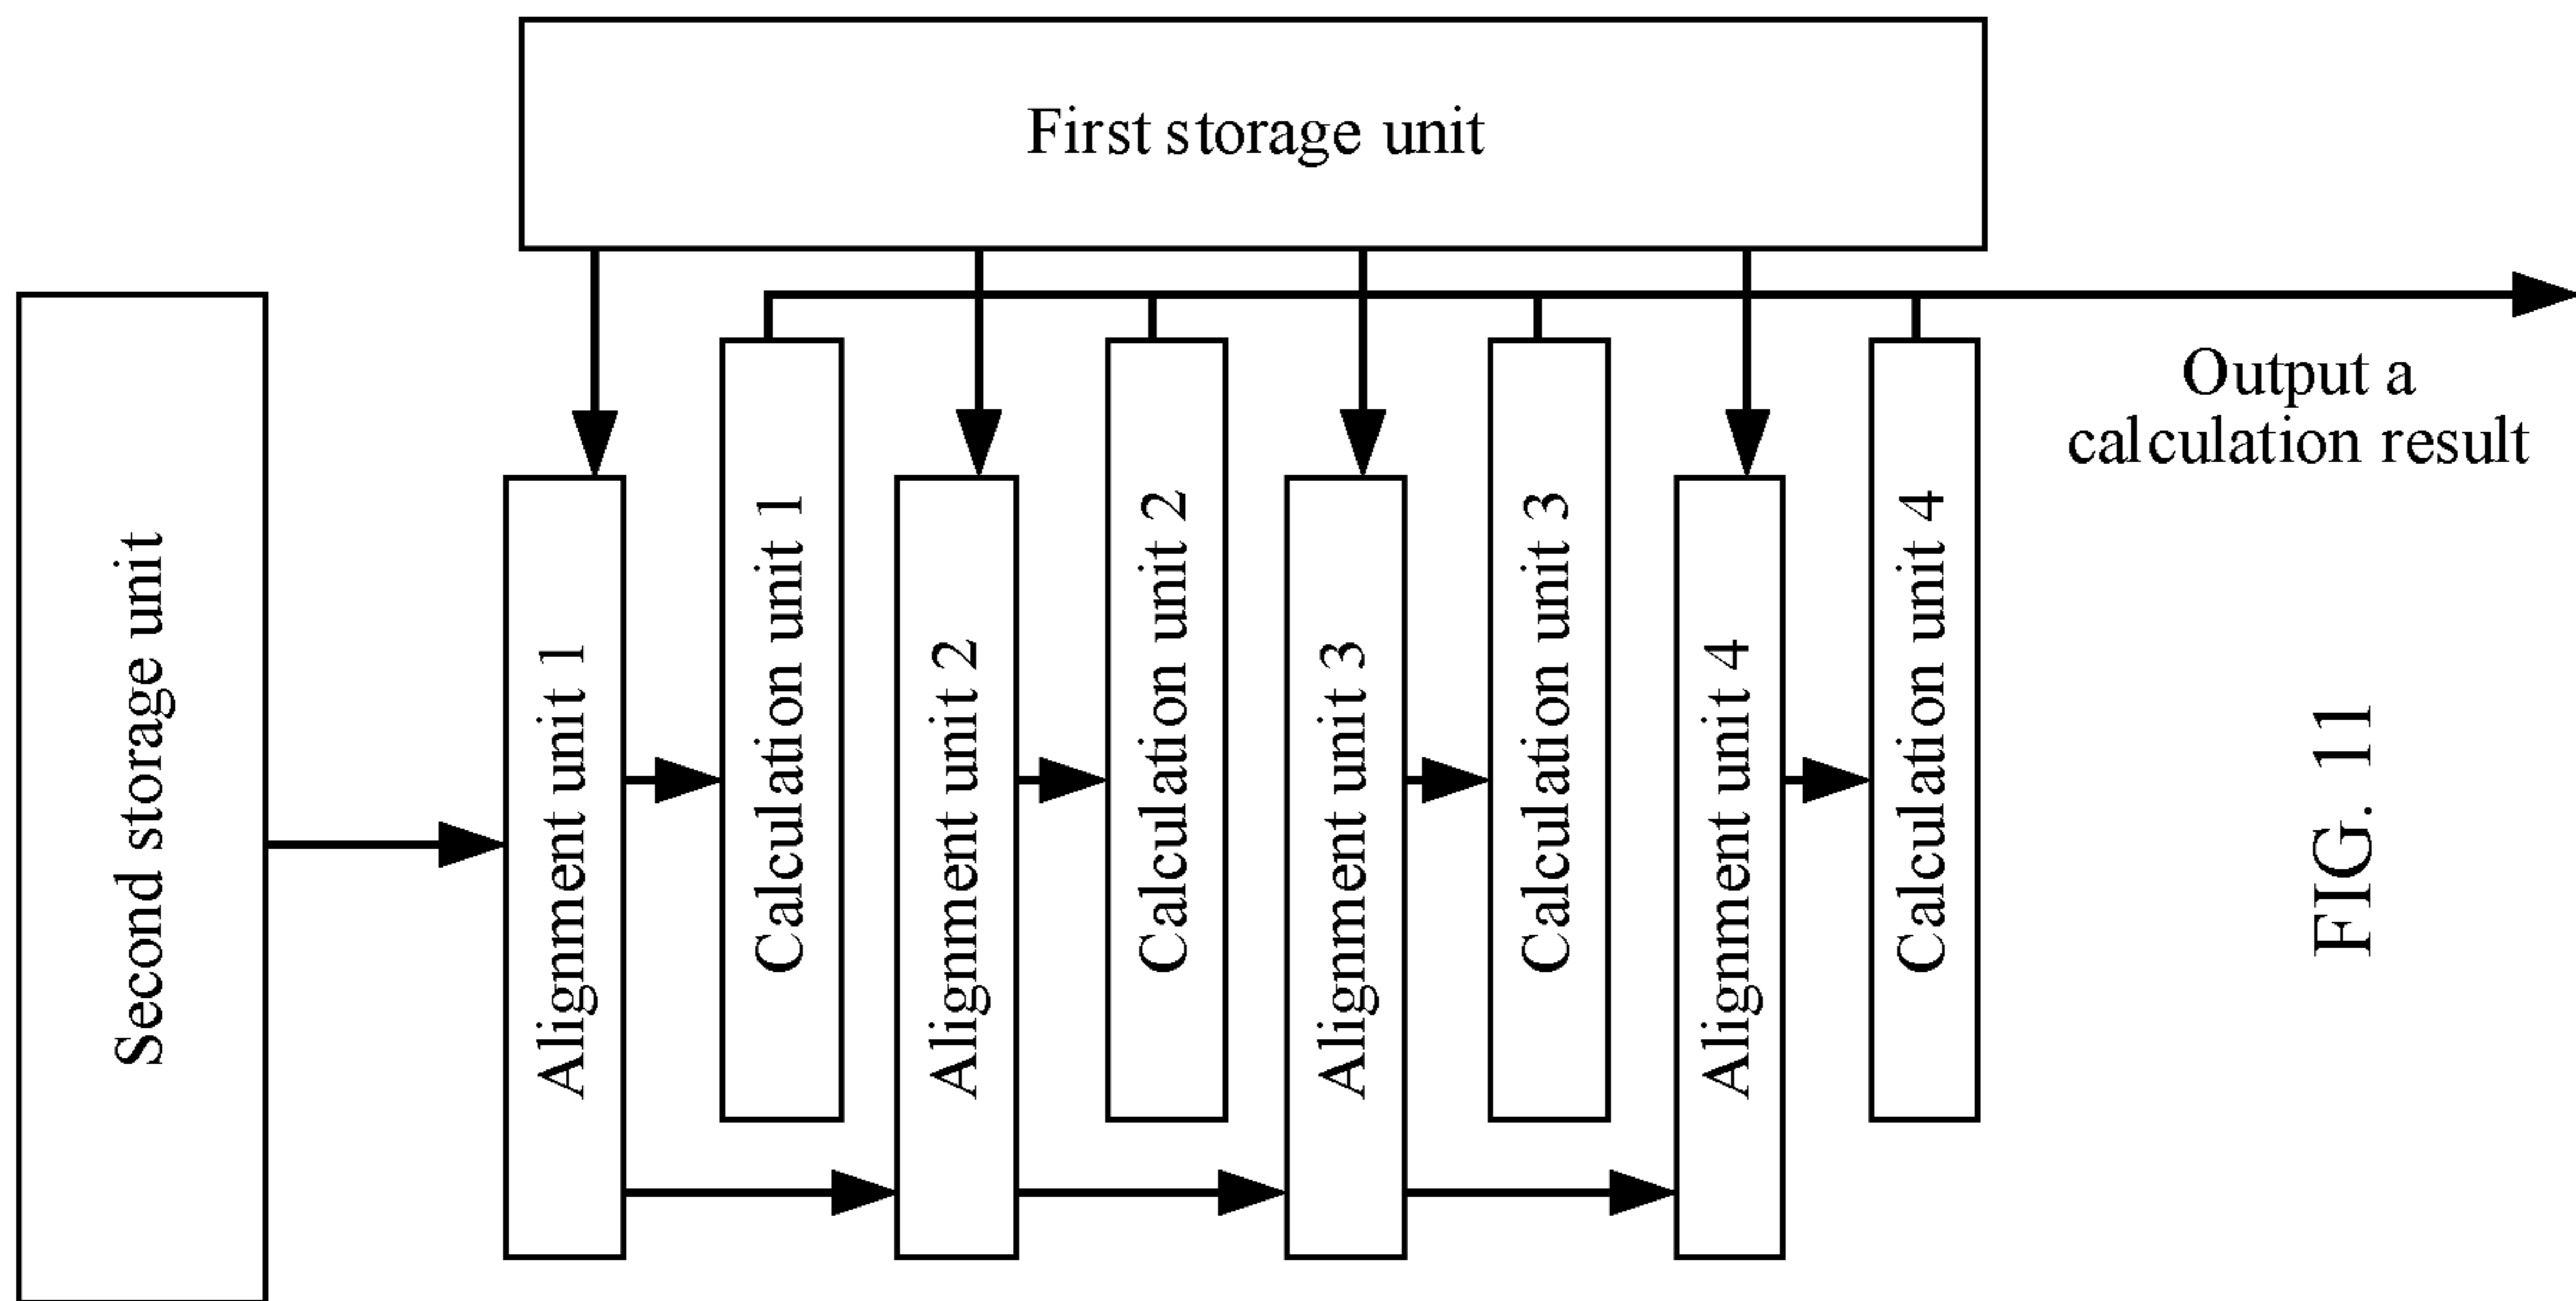 First storage unit
Second storage unit
Alignment unit 1
Calculation unit 1
Alignment unit 2
Calculation unit 2
Alignment unit 3
Calculation unit 3
Alignment unit 4
Calculation unit 4
Output a
calculation result
FIG. 11